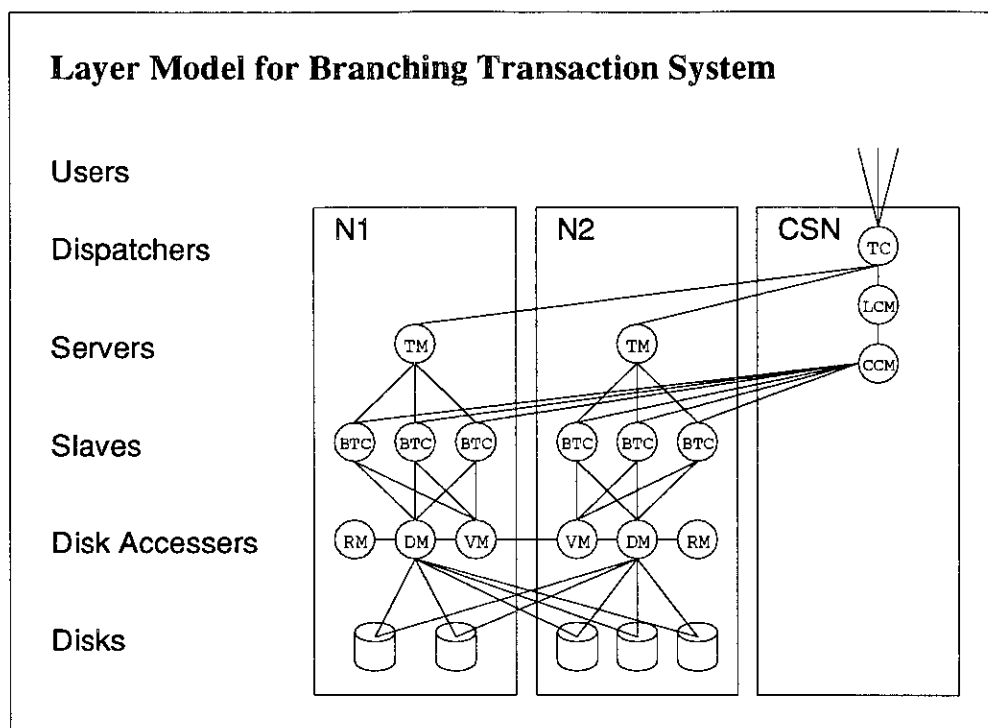 Layer Model for Branching Transaction System
Users
N1 N2 CSN
Dispatchers TC
LCM
Servers TM TM CCM
Slaves BTC BTC BTC BTC BTC BTC
Disk Accessers RM DM VM VM DM RM
Disks